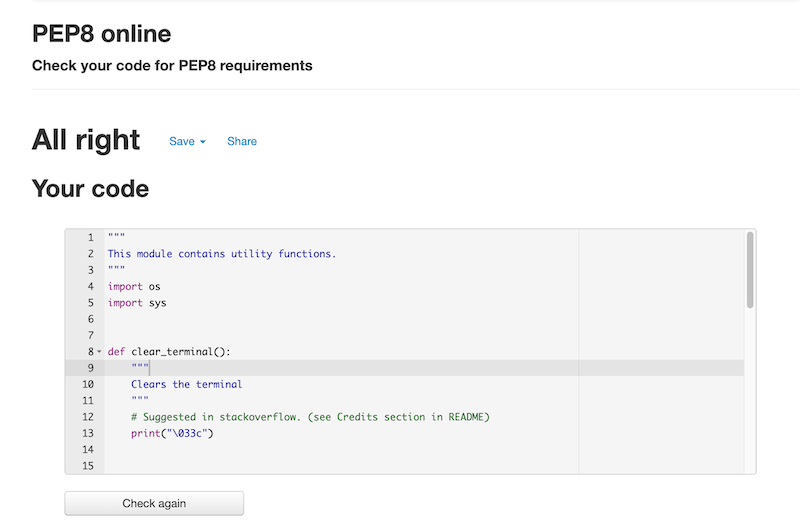 PEP8 online
Check your code for PEP8 requirements
All right Save Share
Your code
1 """
2 This module contains utility functions.
3 """
4 import os
5 import sys
6
7
8 def clear_terminal():
9     """
10     Clears the terminal
11     """
12     # Suggested in stackoverflow. (see Credits section in README)
13     print("\033c")
14
15
Check again